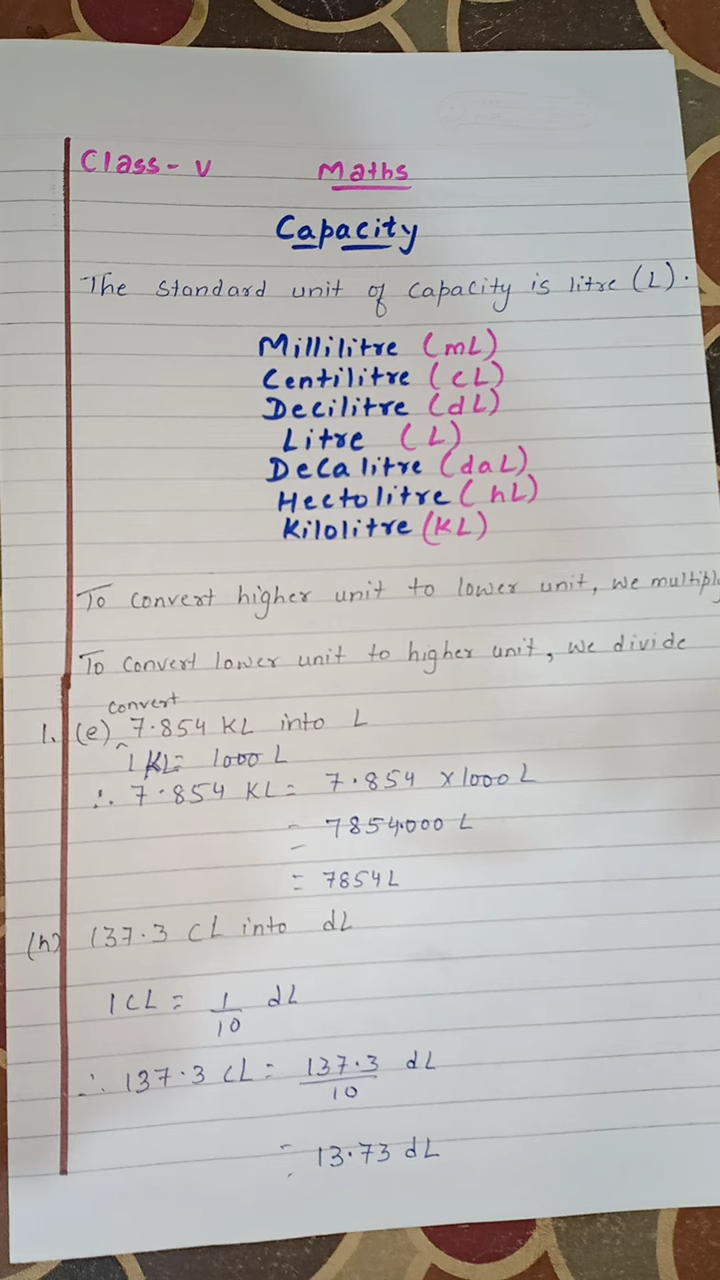 Class - V Maths
Capacity
The standard unit of capacity is litre (L).
Millilitre (mL)
Centilitre (cL)
Decilitre (dL)
Litre (L)
Decalitre (daL)
Hectolitre (hL)
Kilolitre (KL)
To convert higher unit to lower unit, we multiply
To convert lower unit to higher unit, we divide
convert
1. (e) 7.854 KL into L
1 KL = 1000 L
∴ 7.854 KL = 7.854 x 1000 L
= 7854.000 L
= 7854 L
(h) 137.3 CL into dL
1 CL = 1/10 dL
∴ 137.3 cL = 137.3/10 dL
= 13.73 dL